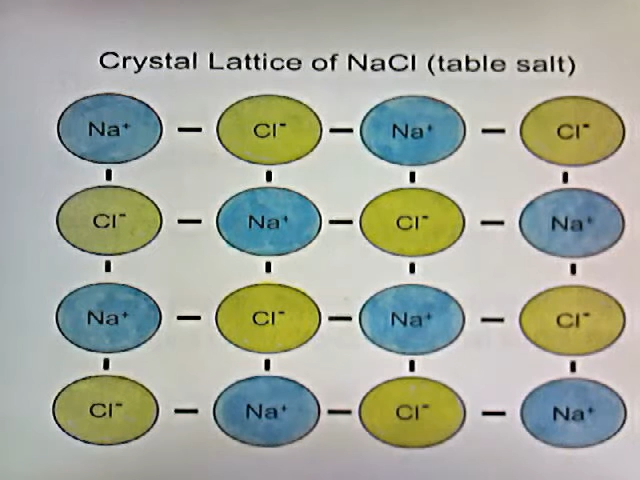 Crystal Lattice of NaCl (table salt)
Na⁺ Cl⁻ Na⁺ Cl⁻
Cl⁻ Na⁺ Cl⁻ Na⁺
Na⁺ Cl⁻ Na⁺ Cl⁻
Cl⁻ Na⁺ Cl⁻ Na⁺